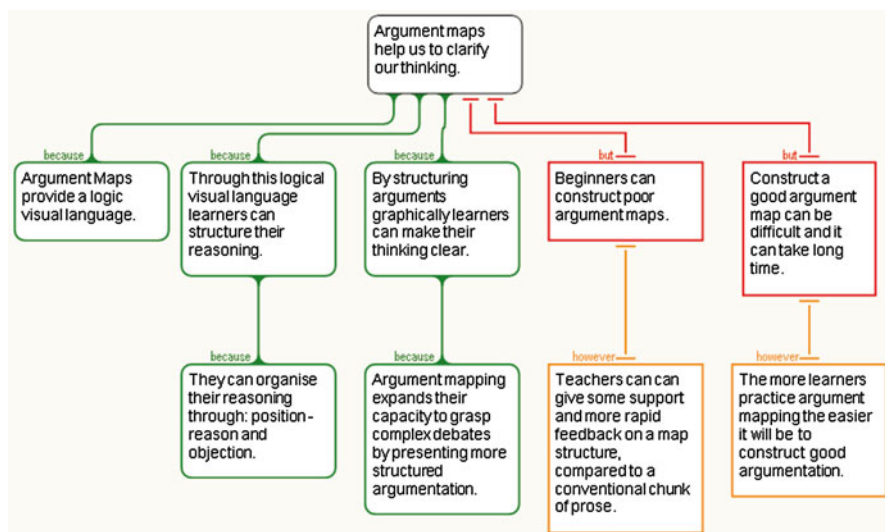 Argument maps
help us to clarify
our thinking.
because
because
because
but
but
Argument Maps
provide a logic
visual language.
Through this logical
visual language
learners can
structure their
reasoning.
By structuring
arguments
graphically learners
can make their
thinking clear.
Beginners can
construct poor
argument maps.
Construct a
good argument
map can be
difficult and it
can take long
time.
because
because
however
however
They can organise
their reasoning
through: position-
reason and
objection.
Argument mapping
expands their
capacity to grasp
complex debates
by presenting more
structured
argumentation.
Teachers can can
give some support
and more rapid
feedback on a map
structure,
compared to a
conventional chunk
of prose.
The more learners
practice argument
mapping the easier
it will be to
construct good
argumentation.